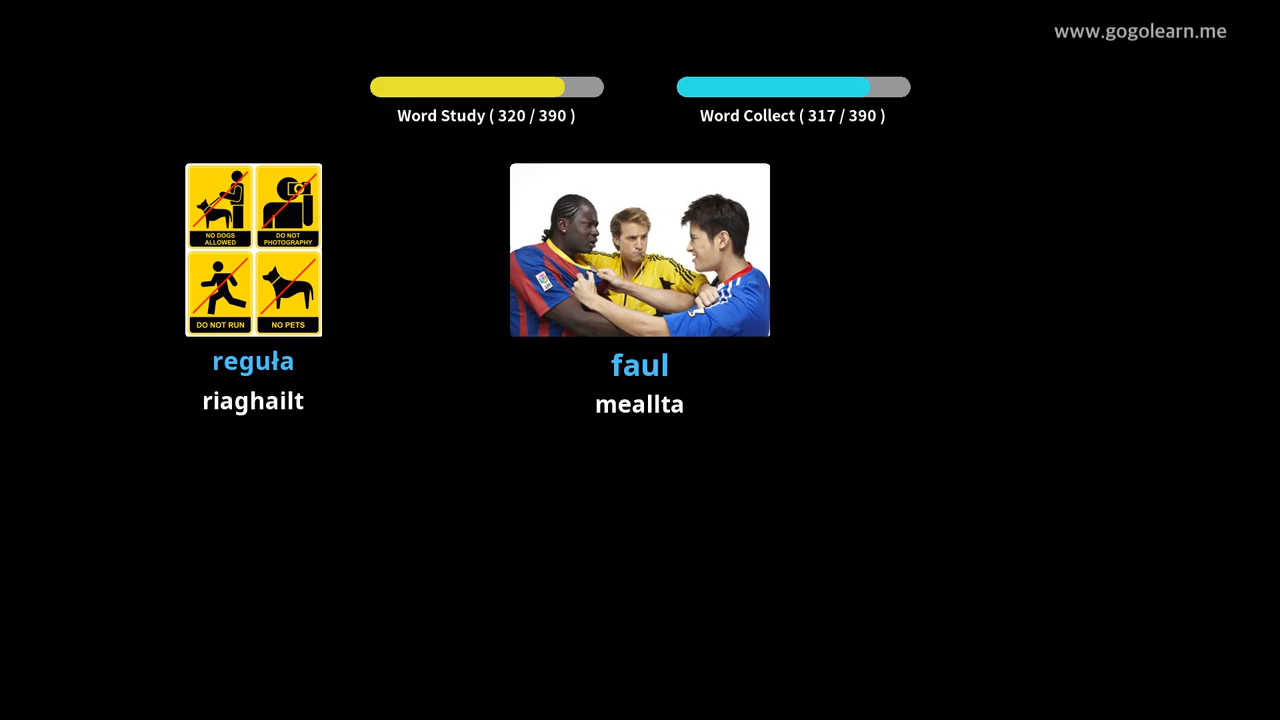 www.gogolearn.me
Word Study ( 320 / 390 )
Word Collect ( 317 / 390 )
NO DOGS
ALLOWED
DO NOT
PHOTOGRAPHY
DO NOT RUN
NO PETS
reguła
riaghailt
faul
meallta